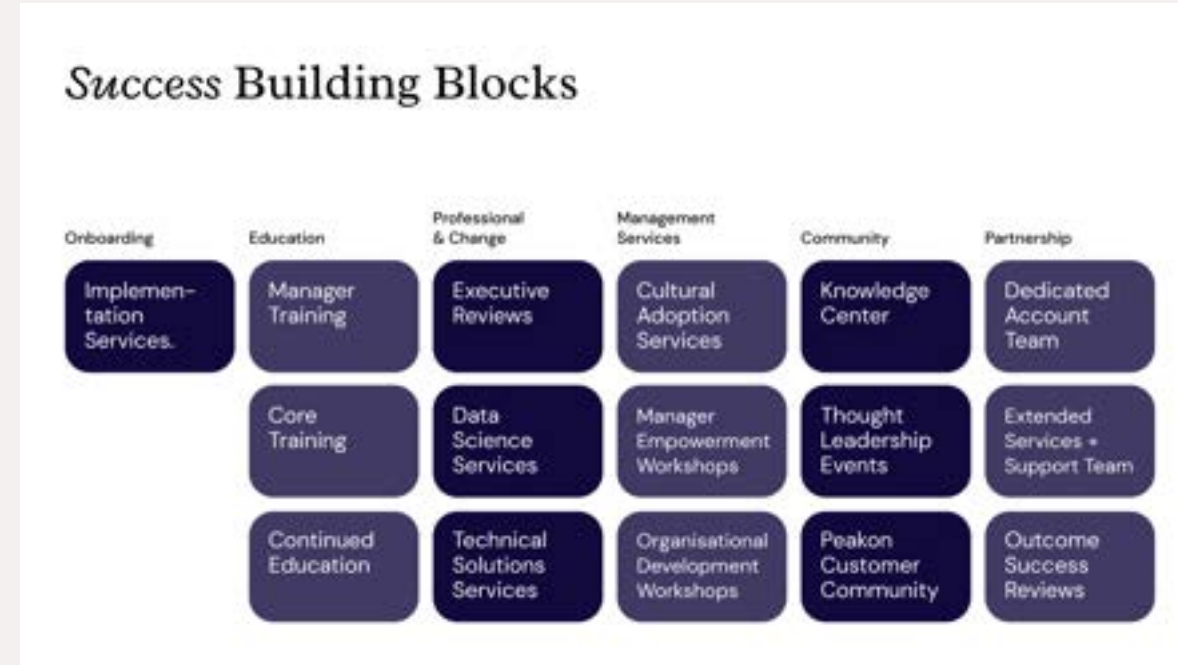 Success Building Blocks
Onboarding
Education
Professional
& Change
Management
Services
Community
Partnership
Implemen-
tation
Services.
Manager
Training
Executive
Reviews
Cultural
Adoption
Services
Knowledge
Center
Dedicated
Account
Team
Core
Training
Data
Science
Services
Manager
Empowerment
Workshops
Thought
Leadership
Events
Extended
Services +
Support Team
Continued
Education
Technical
Solutions
Services
Organisational
Development
Workshops
Peakon
Customer
Community
Outcome
Success
Reviews